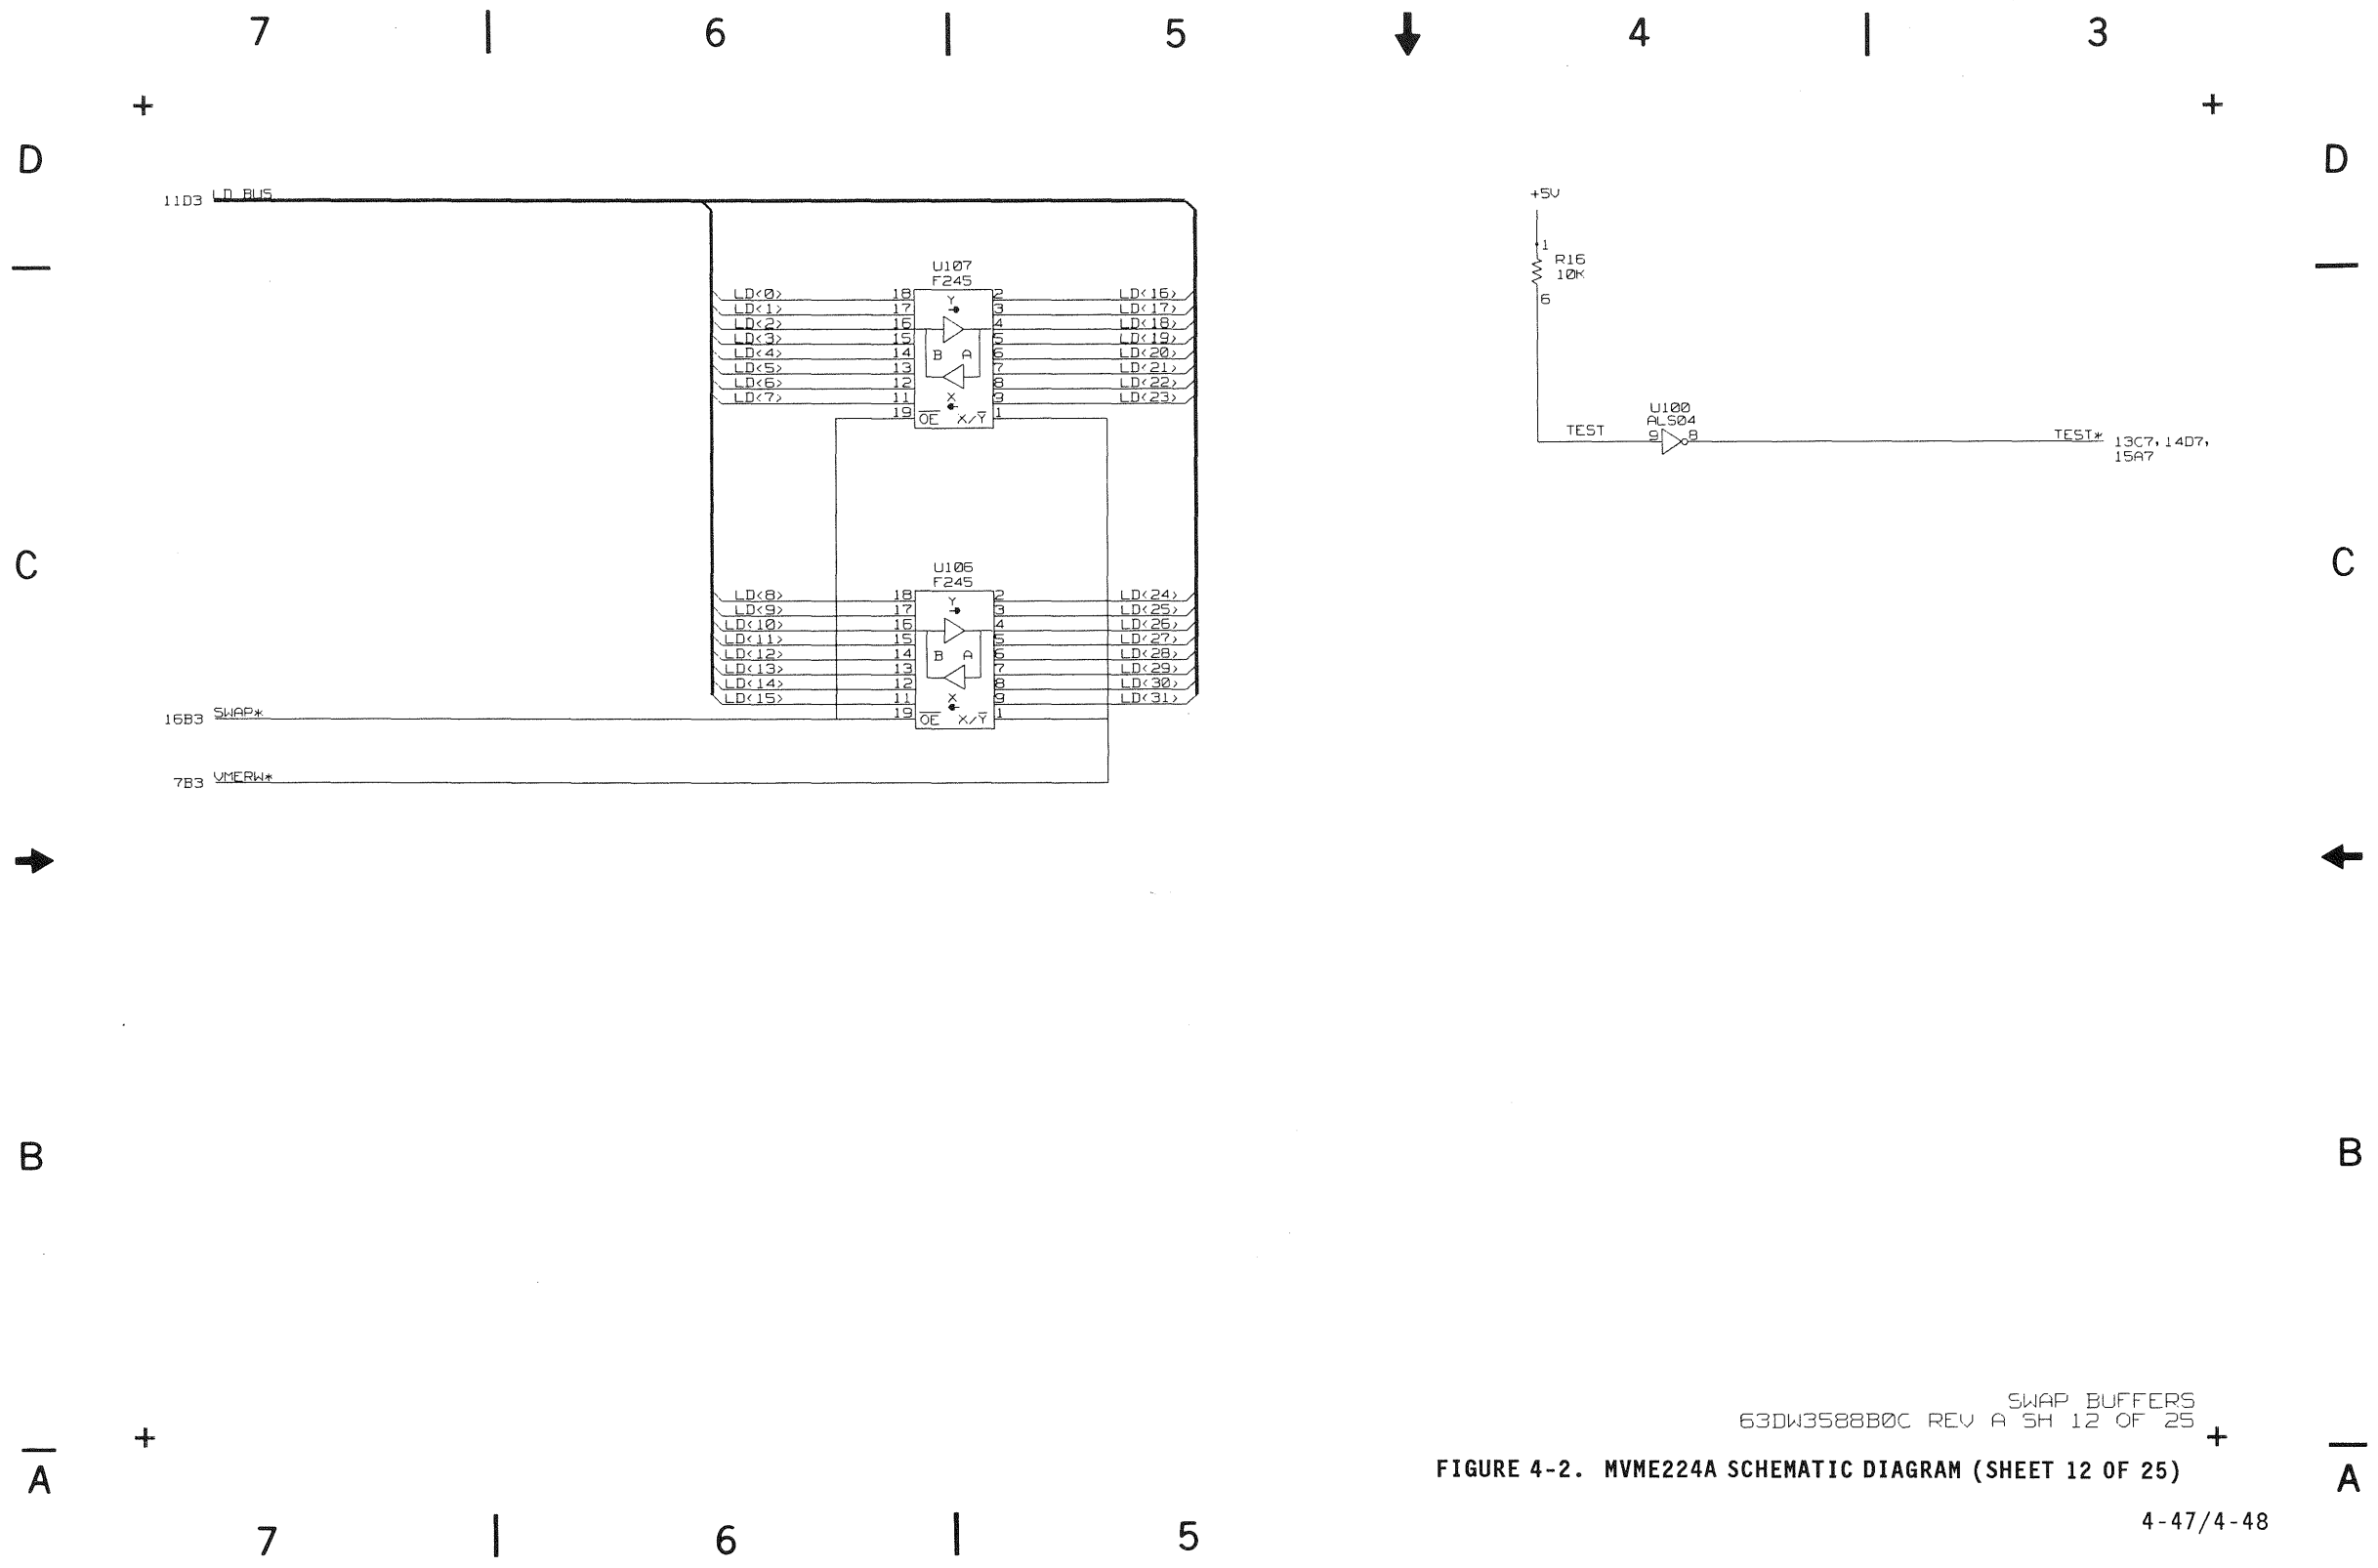 7 6 5 4 3
D D
11D3 LD BUS
+5V
1
R16
10K
6
U107
F245
LD<0> 18 Y 2 LD<16>
LD<1> 17 3 LD<17>
LD<2> 16 4 LD<18>
LD<3> 15 5 LD<19>
LD<4> 14 B A 6 LD<20>
LD<5> 13 7 LD<21>
LD<6> 12 8 LD<22>
LD<7> 11 X 9 LD<23>
19 OE X/Y 1
U100
ALS04
TEST 9 8 TEST* 13C7, 14D7,
15A7
C C
U106
F245
LD<8> 18 Y 2 LD<24>
LD<9> 17 3 LD<25>
LD<10> 16 4 LD<26>
LD<11> 15 5 LD<27>
LD<12> 14 B A 6 LD<28>
LD<13> 13 7 LD<29>
LD<14> 12 8 LD<30>
LD<15> 11 X 9 LD<31>
16B3 SWAP* 19 OE X/Y 1
7B3 VMERW*
B B
SWAP BUFFERS
63DW3588B0C REV A SH 12 OF 25
FIGURE 4-2. MVME224A SCHEMATIC DIAGRAM (SHEET 12 OF 25)
A A
4-47/4-48
7 6 5